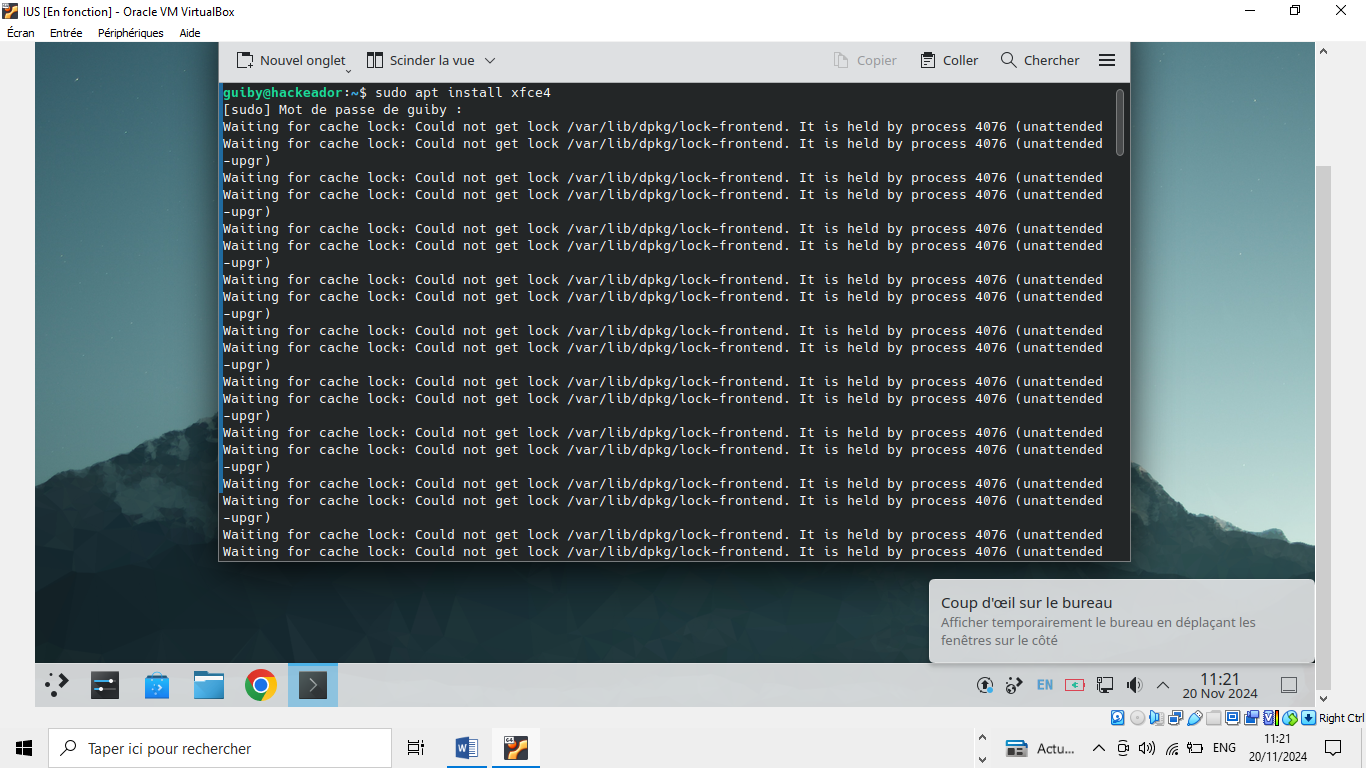 IUS [En fonction] - Oracle VM VirtualBox
Écran Entrée Périphériques Aide
Nouvel onglet Scinder la vue Copier Coller Chercher
guiby@hackeador:~$ sudo apt install xfce4
[sudo] Mot de passe de guiby :
Waiting for cache lock: Could not get lock /var/lib/dpkg/lock-frontend. It is held by process 4076 (unattended
Waiting for cache lock: Could not get lock /var/lib/dpkg/lock-frontend. It is held by process 4076 (unattended
-upgr)
Waiting for cache lock: Could not get lock /var/lib/dpkg/lock-frontend. It is held by process 4076 (unattended
Waiting for cache lock: Could not get lock /var/lib/dpkg/lock-frontend. It is held by process 4076 (unattended
-upgr)
Waiting for cache lock: Could not get lock /var/lib/dpkg/lock-frontend. It is held by process 4076 (unattended
Waiting for cache lock: Could not get lock /var/lib/dpkg/lock-frontend. It is held by process 4076 (unattended
-upgr)
Waiting for cache lock: Could not get lock /var/lib/dpkg/lock-frontend. It is held by process 4076 (unattended
Waiting for cache lock: Could not get lock /var/lib/dpkg/lock-frontend. It is held by process 4076 (unattended
-upgr)
Waiting for cache lock: Could not get lock /var/lib/dpkg/lock-frontend. It is held by process 4076 (unattended
Waiting for cache lock: Could not get lock /var/lib/dpkg/lock-frontend. It is held by process 4076 (unattended
-upgr)
Waiting for cache lock: Could not get lock /var/lib/dpkg/lock-frontend. It is held by process 4076 (unattended
Waiting for cache lock: Could not get lock /var/lib/dpkg/lock-frontend. It is held by process 4076 (unattended
-upgr)
Waiting for cache lock: Could not get lock /var/lib/dpkg/lock-frontend. It is held by process 4076 (unattended
Waiting for cache lock: Could not get lock /var/lib/dpkg/lock-frontend. It is held by process 4076 (unattended
-upgr)
Waiting for cache lock: Could not get lock /var/lib/dpkg/lock-frontend. It is held by process 4076 (unattended
Waiting for cache lock: Could not get lock /var/lib/dpkg/lock-frontend. It is held by process 4076 (unattended
-upgr)
Waiting for cache lock: Could not get lock /var/lib/dpkg/lock-frontend. It is held by process 4076 (unattended
Waiting for cache lock: Could not get lock /var/lib/dpkg/lock-frontend. It is held by process 4076 (unattended
Coup d'œil sur le bureau
Afficher temporairement le bureau en déplaçant les
fenêtres sur le côté
EN 11:21
20 Nov 2024
Right Ctrl
Taper ici pour rechercher
Actu... ENG 11:21
20/11/2024